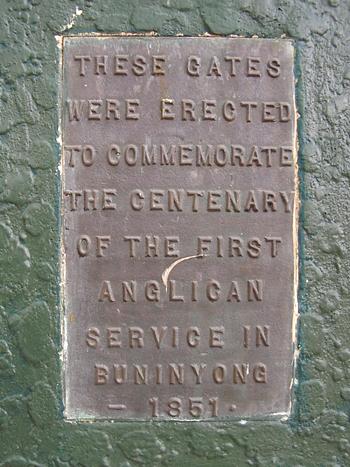 THESE GATES
WERE ERECTED
TO COMMEMORATE
THE CENTENARY
OF THE FIRST
ANGLICAN
SERVICE IN
BUNINYONG
- 1851 ·